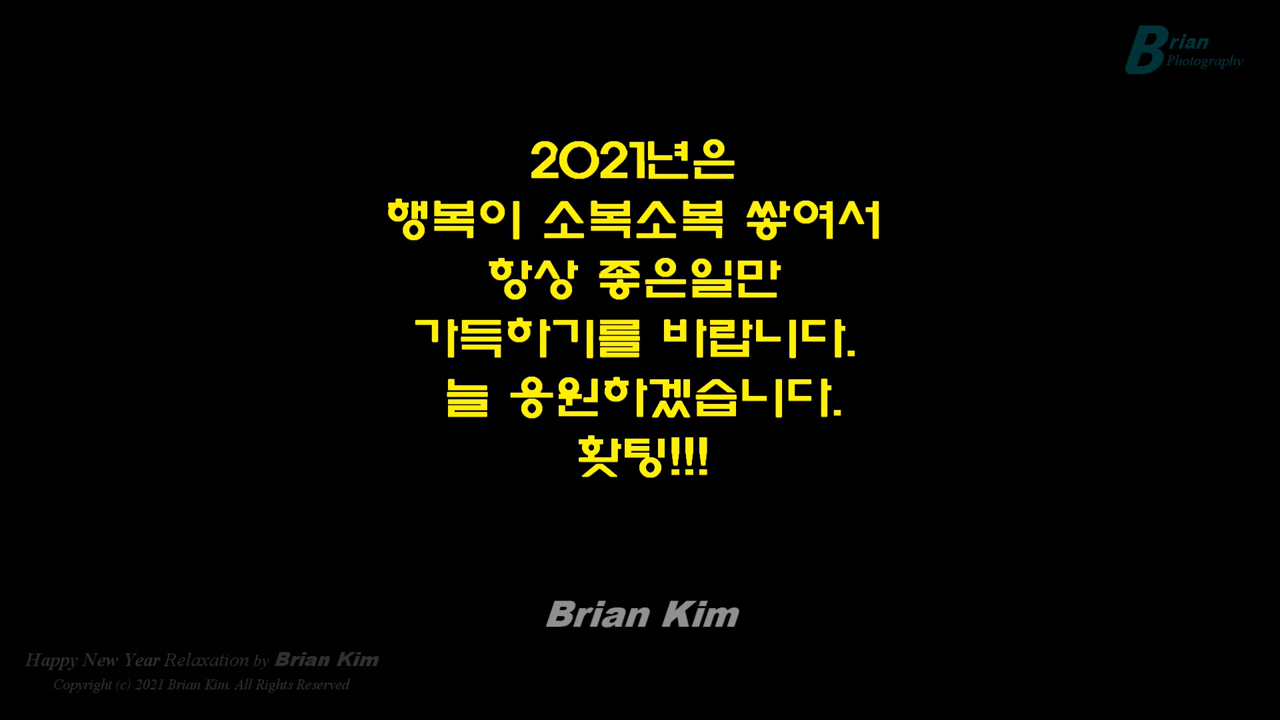 Brian
Photography
2021년은
행복이 소복소복 쌓여서
항상 좋은일만
가득하기를 바랍니다.
늘 응원하겠습니다.
홧팅!!!
Brian Kim
Happy New Year Relaxation by Brian Kim
Copyright (c) 2021 Brian Kim. All Rights Reserved